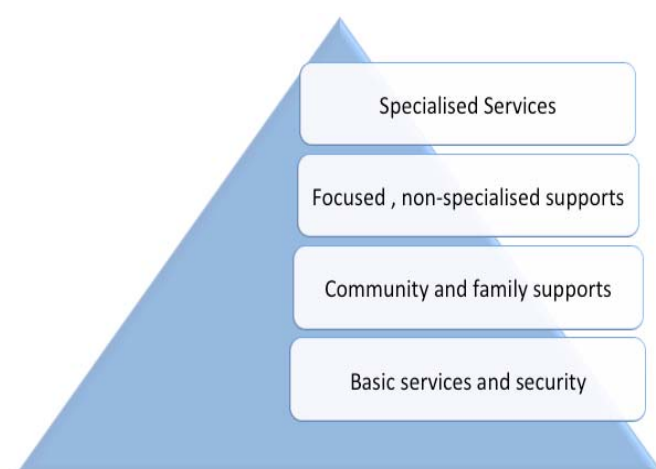 Specialised Services
Focused , non-specialised supports
Community and family supports
Basic services and security